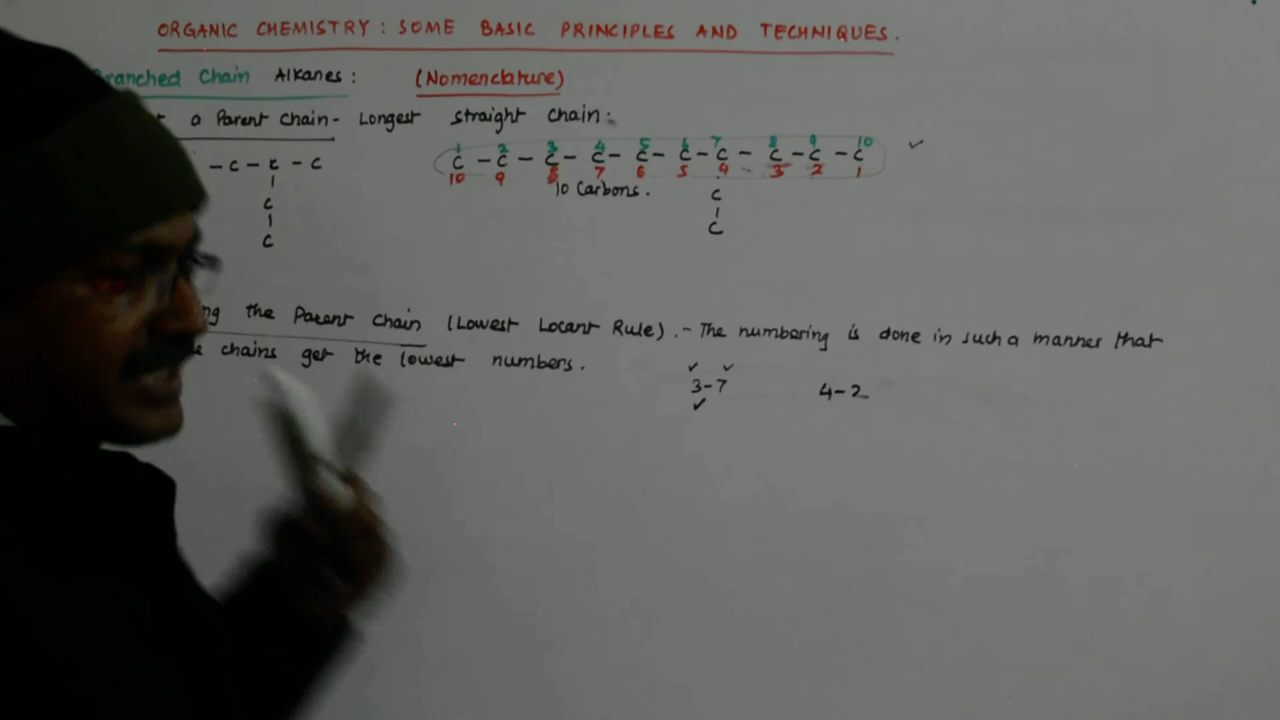 ORGANIC CHEMISTRY : SOME BASIC PRINCIPLES AND TECHNIQUES.
ranched Chain Alkanes : (Nomenclature)
a Parent Chain - Longest straight chain :
1 2 3 4 5 6 7 8 9 10
- C - C - C
C - C - C - C - C - C - C - C - C - C ✓
10 9 8 7 6 5 4 3 2 1
10 Carbons.
C
C
C
C
ng the Parent Chain (Lowest Locant Rule). - The numbering is done in such a manner that
chains get the lowest numbers.
✓ ✓
3-7 4-2
✓